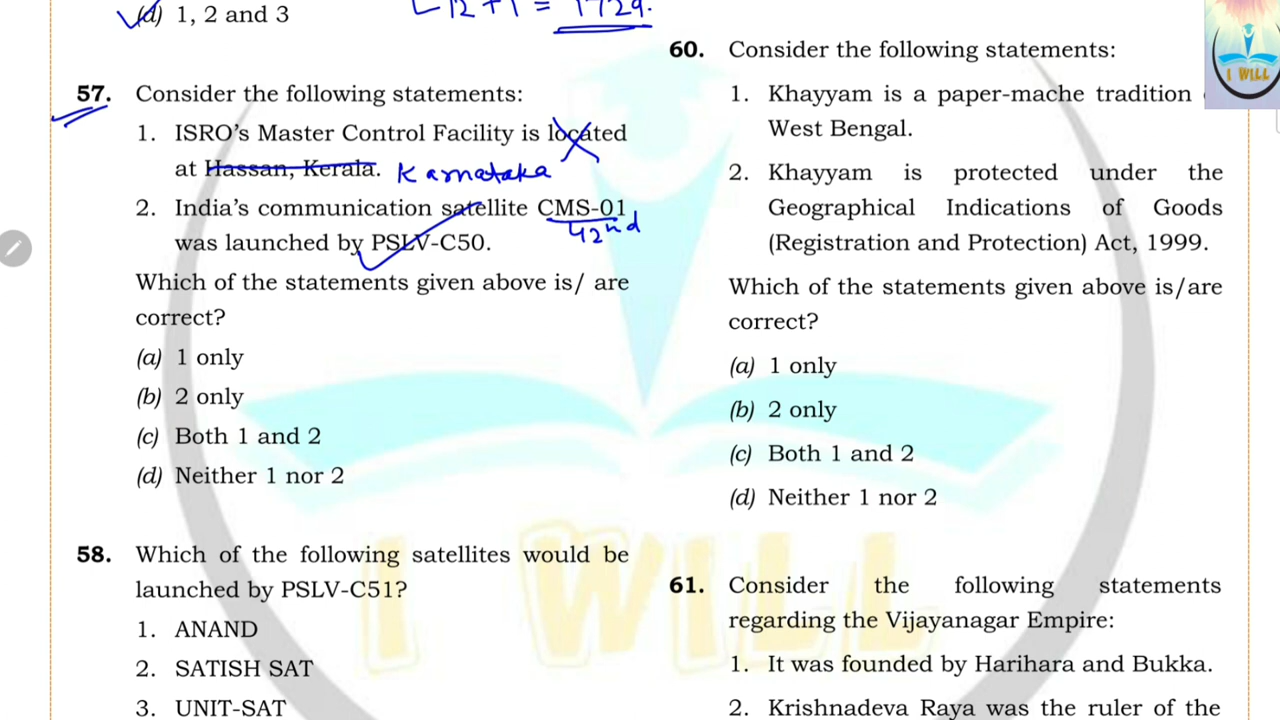 (d) 1, 2 and 3
12 + 1 = 1729.
57. Consider the following statements:
1. ISRO's Master Control Facility is located
at Hassan, Kerala. Karnataka
2. India's communication satellite CMS-01
42nd
was launched by PSLV-C50.
Which of the statements given above is/ are
correct?
(a) 1 only
(b) 2 only
(c) Both 1 and 2
(d) Neither 1 nor 2
58. Which of the following satellites would be
launched by PSLV-C51?
1. ANAND
2. SATISH SAT
3. UNIT-SAT
60. Consider the following statements:
1. Khayyam is a paper-mache tradition
West Bengal.
2. Khayyam is protected under the
Geographical Indications of Goods
(Registration and Protection) Act, 1999.
Which of the statements given above is/are
correct?
(a) 1 only
(b) 2 only
(c) Both 1 and 2
(d) Neither 1 nor 2
61. Consider the following statements
regarding the Vijayanagar Empire:
1. It was founded by Harihara and Bukka.
2. Krishnadeva Raya was the ruler of the
I WILL
I WILL